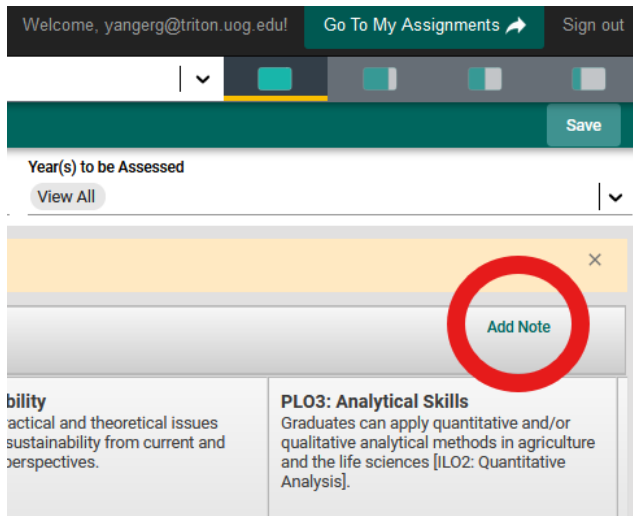 Welcome, yangerg@triton.uog.edu! Go To My Assignments Sign out
Save
Year(s) to be Assessed
View All
Add Note
bility
actical and theoretical issues
sustainability from current and
perspectives.
PLO3: Analytical Skills
Graduates can apply quantitative and/or
qualitative analytical methods in agriculture
and the life sciences [ILO2: Quantitative
Analysis].